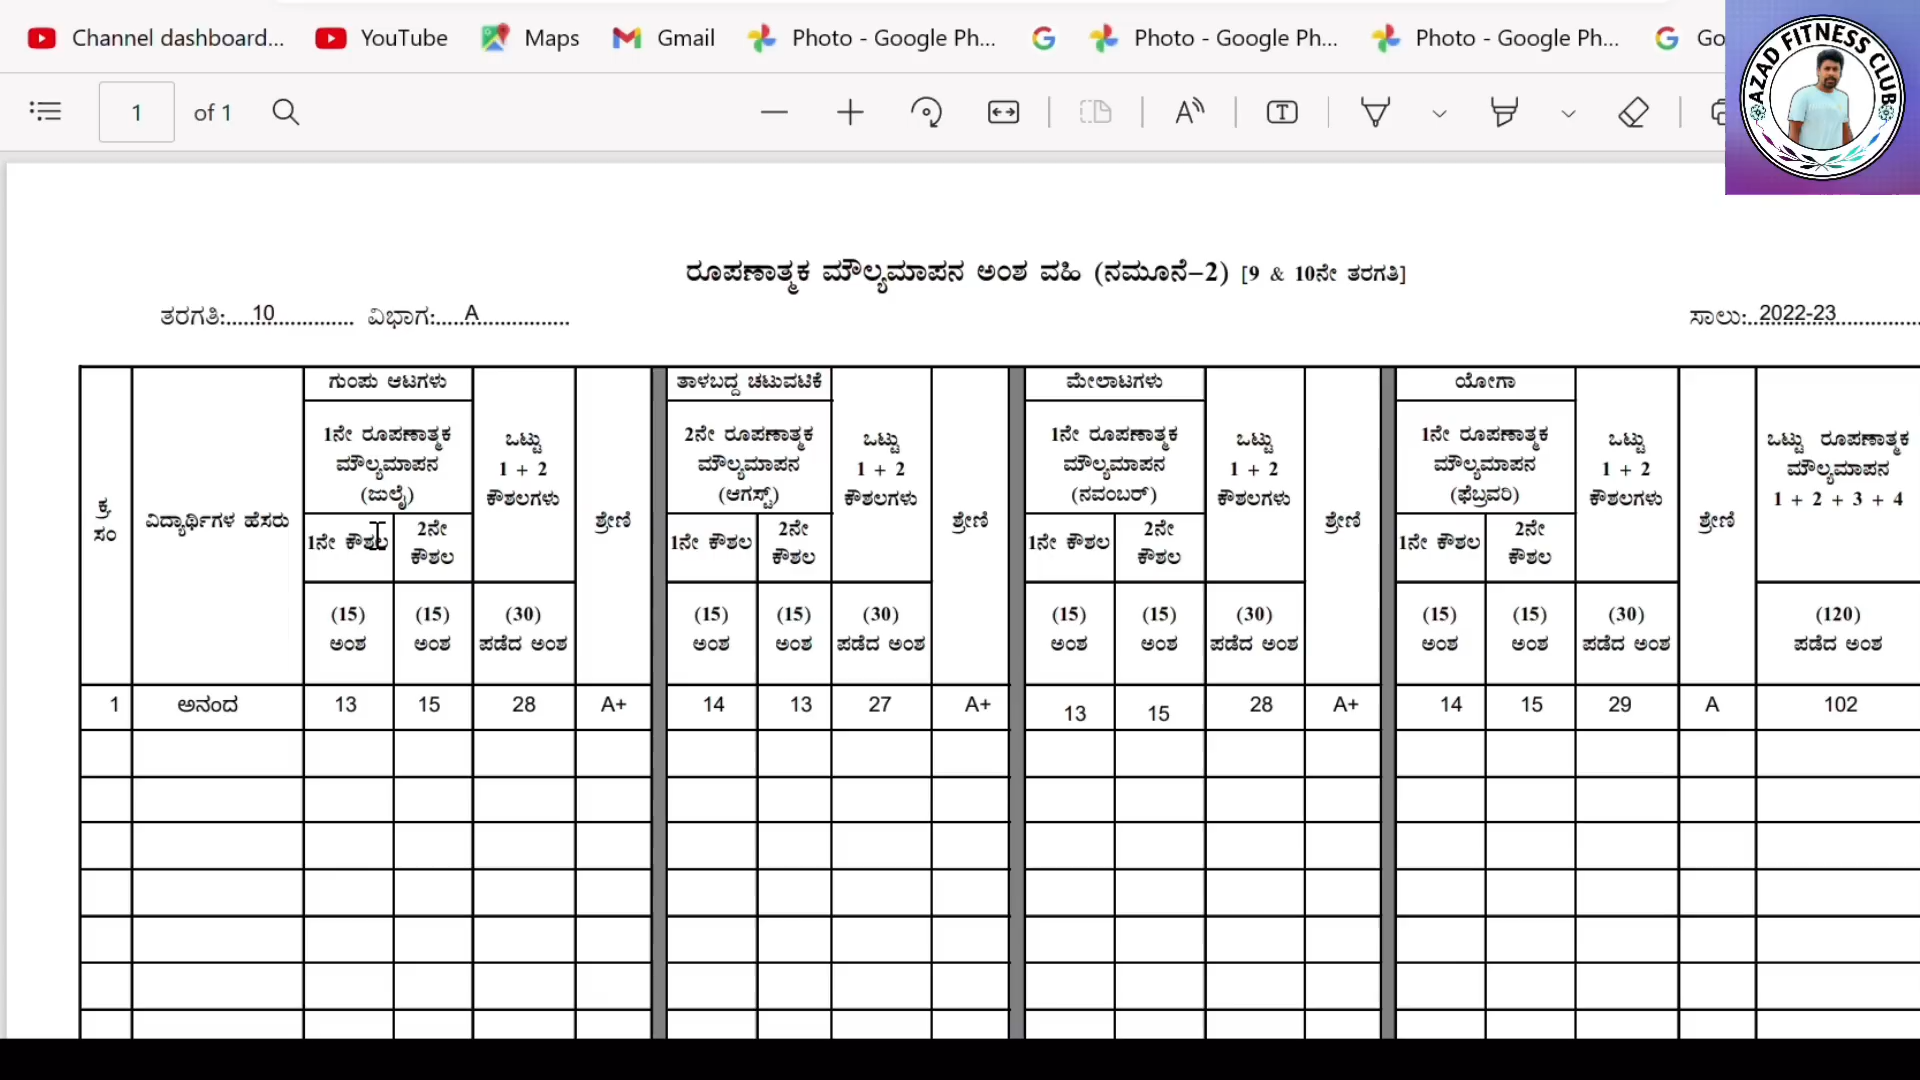 Channel dashboard... YouTube Maps Gmail Photo - Google Ph... Photo - Google Ph... Photo - Google Ph... Go
AZAD FITNESS CLUB
1 of 1
ರೂಪಣಾತ್ಮಕ ಮೌಲ್ಯಮಾಪನ ಅಂಶ ವಹಿ (ನಮೂನೆ-2) [9 & 10ನೇ ತರಗತಿ]
ತರಗತಿ:.....10.............. ವಿಭಾಗ:.....A................ ಸಾಲು:..2022-23..............
ಗುಂಪು ಆಟಗಳು ತಾಳಬದ್ದ ಚಟುವಟಿಕೆ ಮೇಲಾಟಗಳು ಯೋಗಾ
1ನೇ ರೂಪಣಾತ್ಮಕ ಒಟ್ಟು 2ನೇ ರೂಪಣಾತ್ಮಕ ಒಟ್ಟು 1ನೇ ರೂಪಣಾತ್ಮಕ ಒಟ್ಟು 1ನೇ ರೂಪಣಾತ್ಮಕ ಒಟ್ಟು ಒಟ್ಟು ರೂಪಣಾತ್ಮಕ
ಮೌಲ್ಯಮಾಪನ 1 + 2 ಮೌಲ್ಯಮಾಪನ 1 + 2 ಮೌಲ್ಯಮಾಪನ 1 + 2 ಮೌಲ್ಯಮಾಪನ 1 + 2 ಮೌಲ್ಯಮಾಪನ
(ಜುಲೈ) ಕೌಶಲಗಳು (ಆಗಸ್ಟ್) ಕೌಶಲಗಳು (ನವಂಬರ್) ಕೌಶಲಗಳು (ಫೆಬ್ರವರಿ) ಕೌಶಲಗಳು 1 + 2 + 3 + 4
ಕ್ರ. ವಿದ್ಯಾರ್ಥಿಗಳ ಹೆಸರು ಶ್ರೇಣಿ ಶ್ರೇಣಿ ಶ್ರೇಣಿ ಶ್ರೇಣಿ
ಸಂ 1ನೇ ಕೌಶಲ 2ನೇ 1ನೇ ಕೌಶಲ 2ನೇ 1ನೇ ಕೌಶಲ 2ನೇ 1ನೇ ಕೌಶಲ 2ನೇ
ಕೌಶಲ ಕೌಶಲ ಕೌಶಲ ಕೌಶಲ
(15) (15) (30) (15) (15) (30) (15) (15) (30) (15) (15) (30) (120)
ಅಂಶ ಅಂಶ ಪಡೆದ ಅಂಶ ಅಂಶ ಅಂಶ ಪಡೆದ ಅಂಶ ಅಂಶ ಅಂಶ ಪಡೆದ ಅಂಶ ಅಂಶ ಅಂಶ ಪಡೆದ ಅಂಶ ಪಡೆದ ಅಂಶ
1 ಅನಂದ 13 15 28 A+ 14 13 27 A+ 13 15 28 A+ 14 15 29 A 102